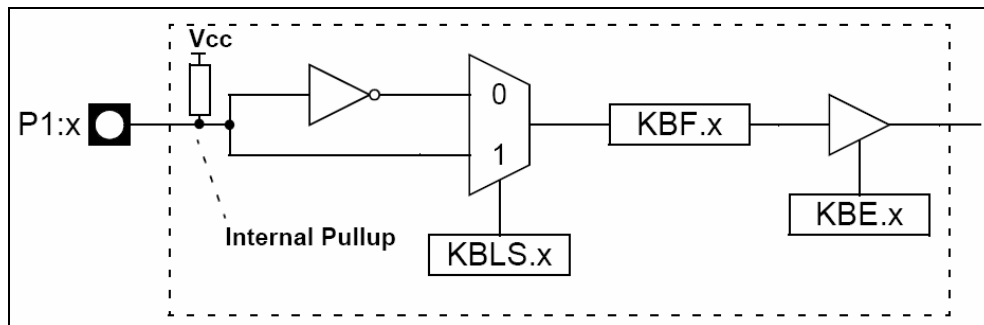 Vcc
P1:x
0
1
KBF.x
KBE.x
Internal Pullup
KBLS.x